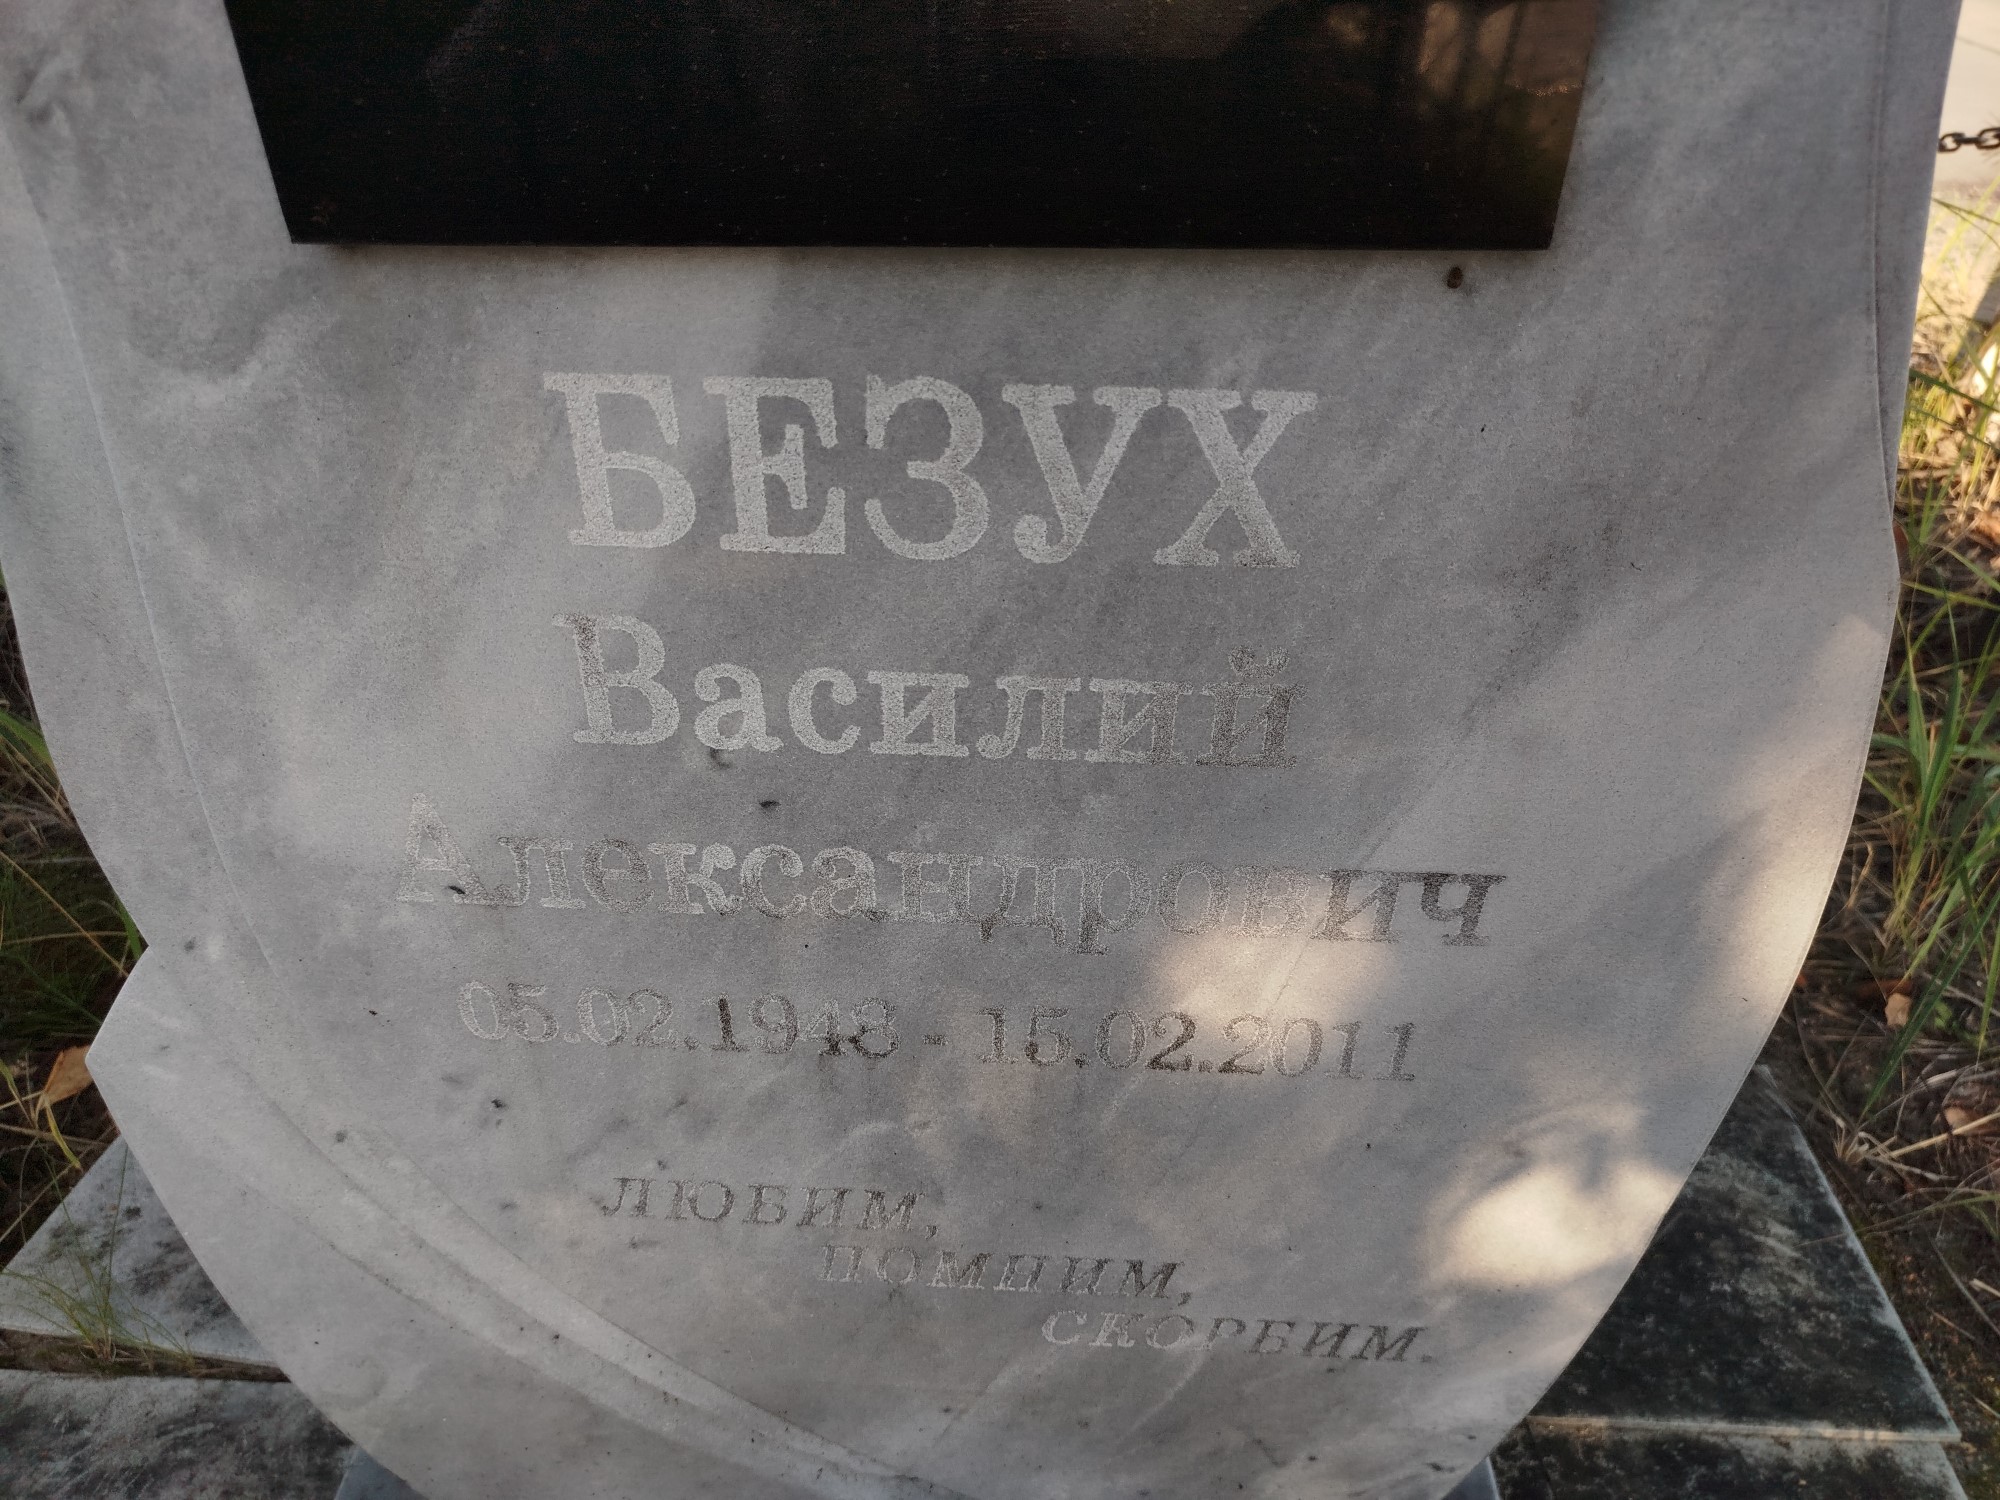 БЕЗУХ
Василий
Александрович
05.02.1948 - 15.02.2011
ЛЮБИМ,
ПОМНИМ,
СКОРБИМ.